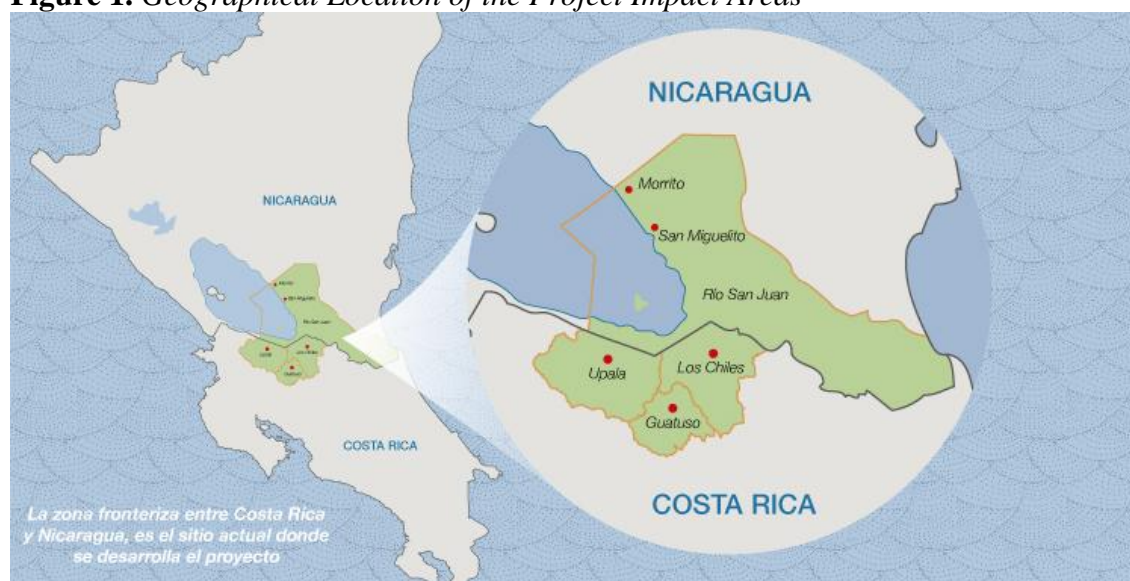 Figure 1. Geographical Location of the Project Impact Areas
NICARAGUA
COSTA RICA
La zona fronteriza entre Costa Rica
y Nicaragua, es el sitio actual donde
se desarrolla el proyecto
NICARAGUA
Morrito
San Miguelito
Río San Juan
Upala
Los Chiles
Guatuso
COSTA RICA